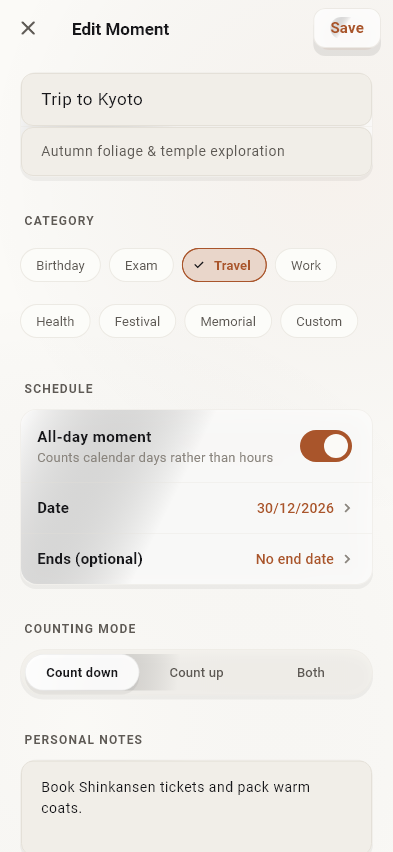 Edit Moment
Save
Trip to Kyoto
Autumn foliage & temple exploration
CATEGORY
Birthday
Exam
Travel
Work
Health
Festival
Memorial
Custom
SCHEDULE
All-day moment
Counts calendar days rather than hours
Date
30/12/2026
Ends (optional)
No end date
COUNTING MODE
Count down
Count up
Both
PERSONAL NOTES
Book Shinkansen tickets and pack warm
coats.